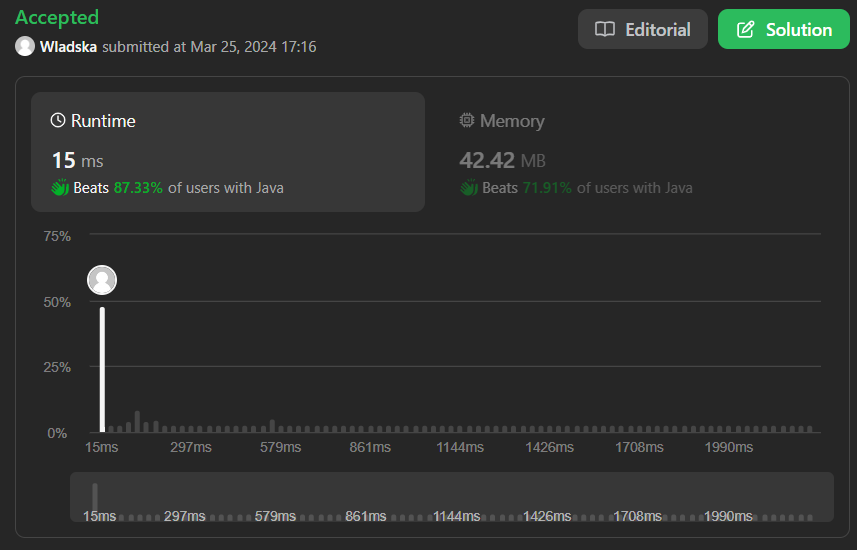 Accepted
Wladska submitted at Mar 25, 2024 17:16
Editorial
Solution
Runtime
15 ms
Beats 87.33% of users with Java
Memory
42.42 MB
Beats 71.91% of users with Java
75%
50%
25%
0%
15ms 297ms 579ms 861ms 1144ms 1426ms 1708ms 1990ms
15ms 297ms 579ms 861ms 1144ms 1426ms 1708ms 1990ms